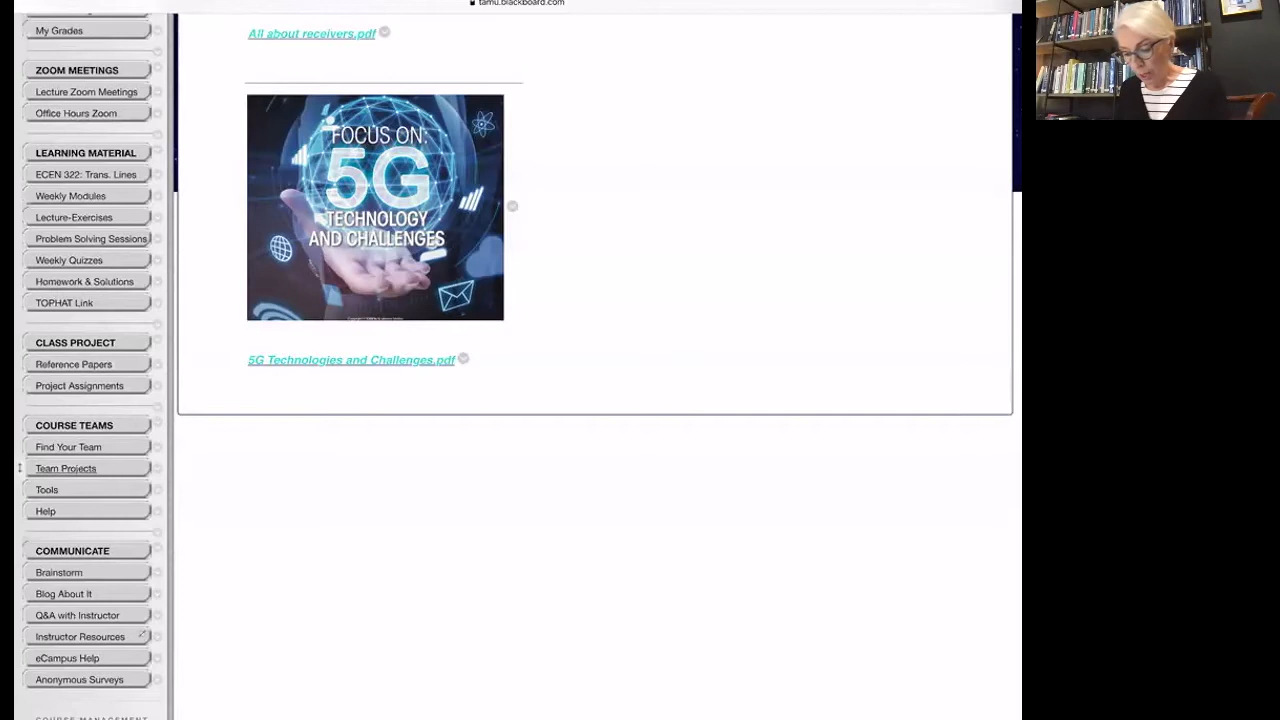 tamu.blackboard.com
My Grades
ZOOM MEETINGS
Lecture Zoom Meetings
Office Hours Zoom
LEARNING MATERIAL
ECEN 322: Trans. Lines
Weekly Modules
Lecture-Exercises
Problem Solving Sessions
Weekly Quizzes
Homework & Solutions
TOPHAT Link
CLASS PROJECT
Reference Papers
Project Assignments
COURSE TEAMS
Find Your Team
Team Projects
Tools
Help
COMMUNICATE
Brainstorm
Blog About It
Q&A with Instructor
Instructor Resources
eCampus Help
Anonymous Surveys
COURSE MANAGEMENT
All about receivers.pdf
FOCUS ON:
5G
TECHNOLOGY
AND CHALLENGES
5G Technologies and Challenges.pdf